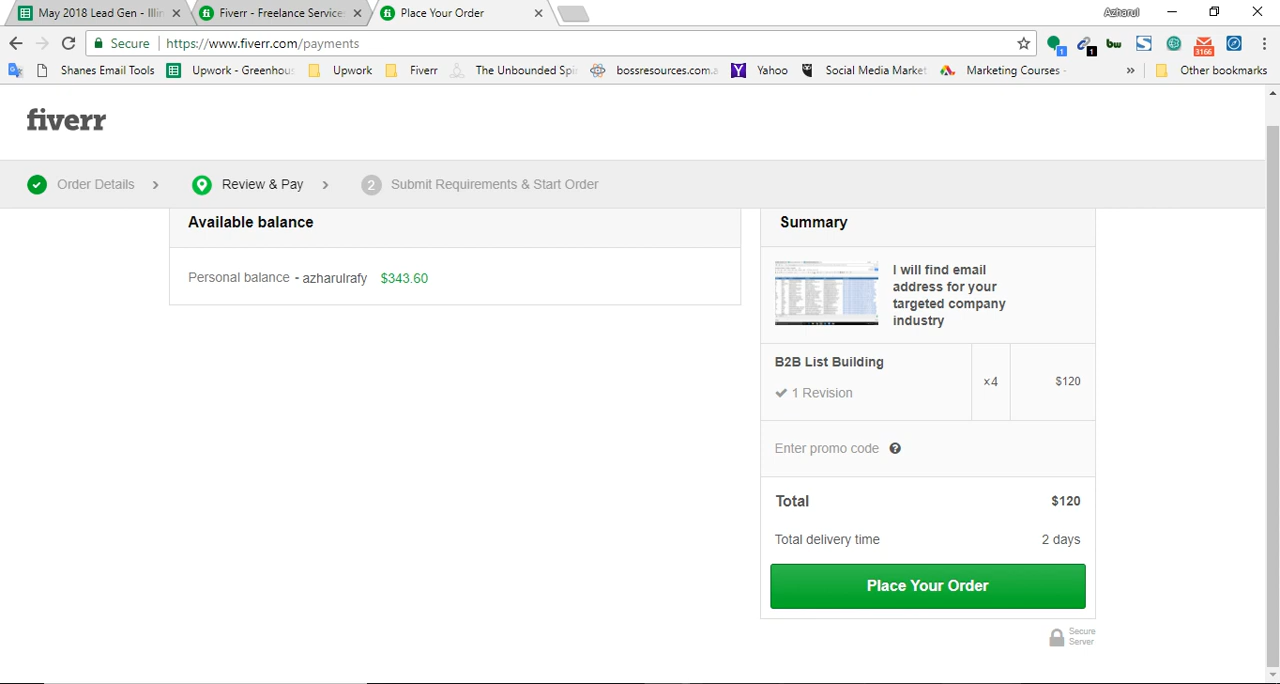 May 2018 Lead Gen - Illin
Fiverr - Freelance Service
Place Your Order
Azharul
Secure
https://www.fiverr.com/payments
1
1
bw
S
3166
Shanes Email Tools
Upwork - Greenhous
Upwork
Fiverr
The Unbounded Spi
bossresources.com.a
Y Yahoo
Social Media Market
Marketing Courses -
»
Other bookmarks
fiverr
Order Details
Review & Pay
2 Submit Requirements & Start Order
Available balance
Personal balance - azharulrafy $343.60
Summary
I will find email
address for your
targeted company
industry
B2B List Building
1 Revision
x4
$120
Enter promo code ?
Total $120
Total delivery time 2 days
Place Your Order
Secure
Server